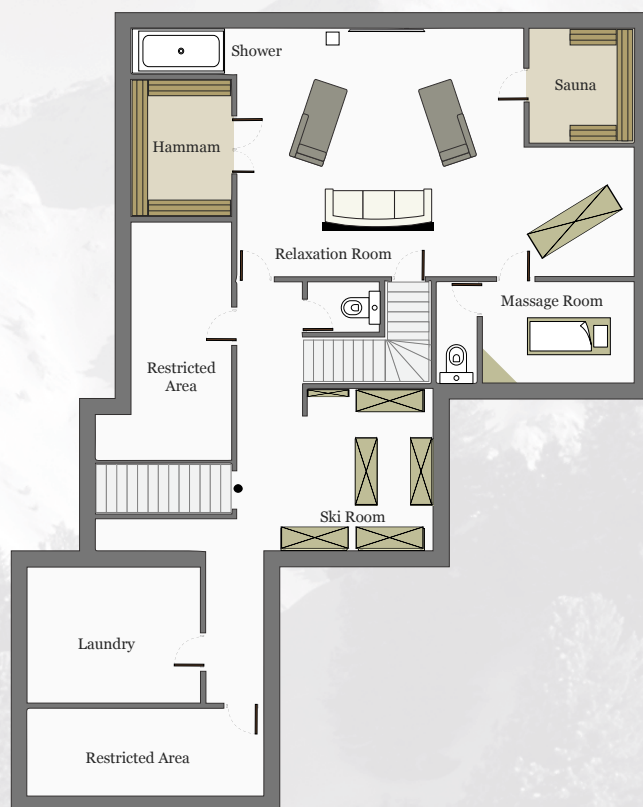 Shower
Sauna
Hammam
Relaxation Room
Massage Room
Restricted
Area
Ski Room
Laundry
Restricted Area